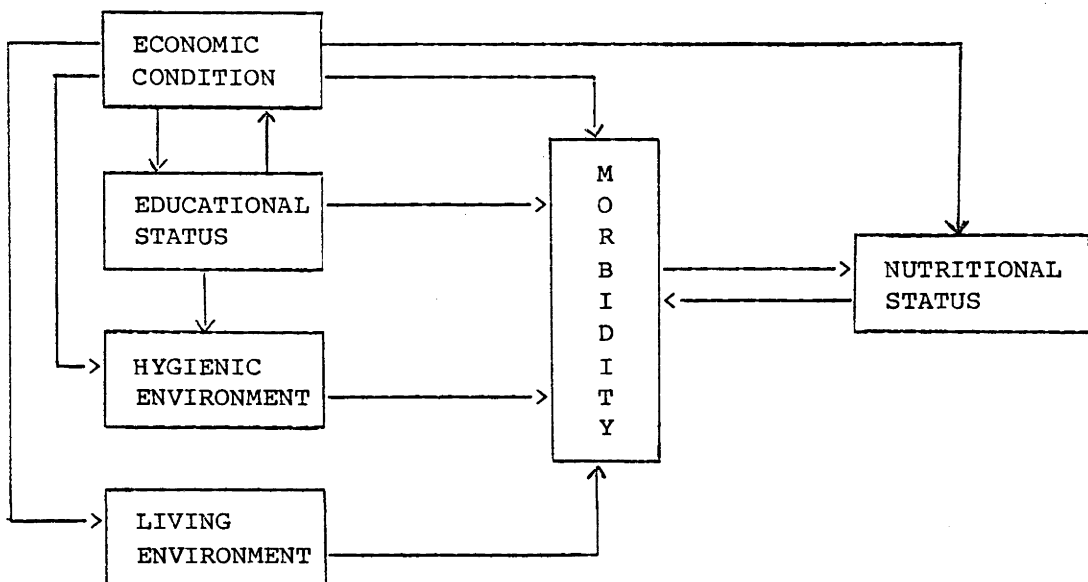 ECONOMIC
CONDITION
EDUCATIONAL
STATUS
HYGIENIC
ENVIRONMENT
LIVING
ENVIRONMENT
M
O
R
B
I
D
I
T
Y
NUTRITIONAL
STATUS